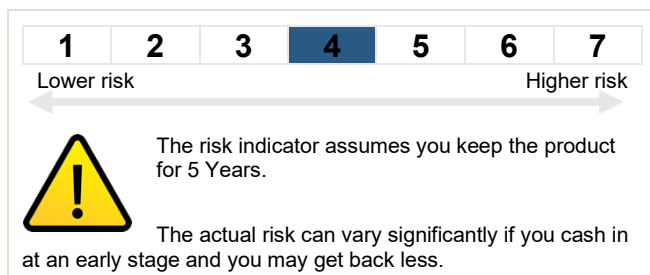 1 2 3 4 5 6 7
Lower risk Higher risk
The risk indicator assumes you keep the product
for 5 Years.
The actual risk can vary significantly if you cash in
at an early stage and you may get back less.